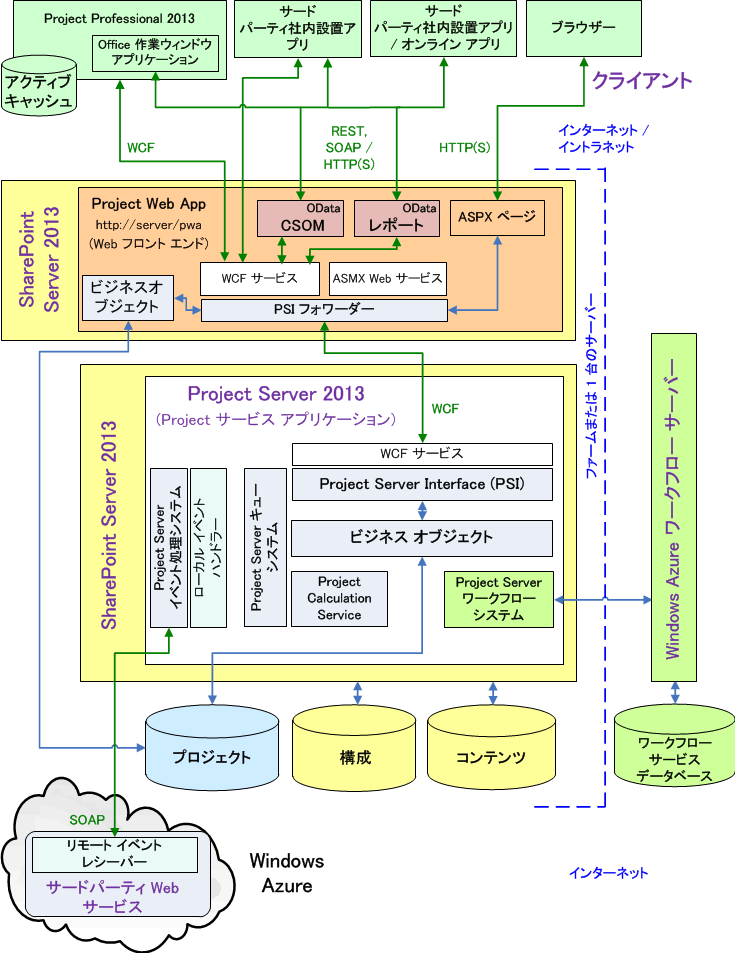 Project Professional 2013
Office 作業ウィンドウ
アプリケーション
アクティブ
キャッシュ
サード
パーティ社内設置ア
プリ
サード
パーティ社内設置アプリ
/ オンライン アプリ
ブラウザー
クライアント
WCF
REST,
SOAP /
HTTP(S)
HTTP(S)
インターネット /
イントラネット
SharePoint
Server 2013
Project Web App
http://server/pwa
(Web フロント エンド)
OData
CSOM
OData
レポート
ASPX ページ
WCF サービス
ASMX Web サービス
ビジネスオ
ブジェクト
PSI フォワーダー
ファームまたは 1 台のサーバー
SharePoint Server 2013
Project Server 2013
(Project サービス アプリケーション)
WCF
WCF サービス
Project Server Interface (PSI)
ビジネス オブジェクト
Project Server
イベント処理システム
ローカル イベント
ハンドラー
Project Server キュー
システム
Project
Calculation
Service
Project Server
ワークフロー
システム
Windows Azure ワークフロー サーバー
プロジェクト
構成
コンテンツ
ワークフロー
サービス
データベース
SOAP
リモート イベント
レシーバー
サードパーティ Web
サービス
Windows
Azure
インターネット